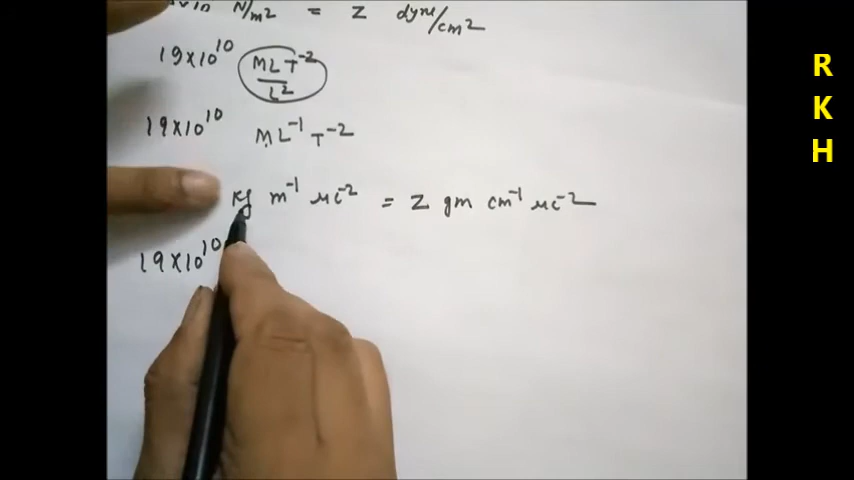 N/m2 = Z dyne/cm2
19×10^10 MLT^-2
L^2
19×10^10 ML^-1 T^-2
Kg m^-1 sec^-2 = Z gm cm^-1 sec^-2
19×10^10
R
K
H